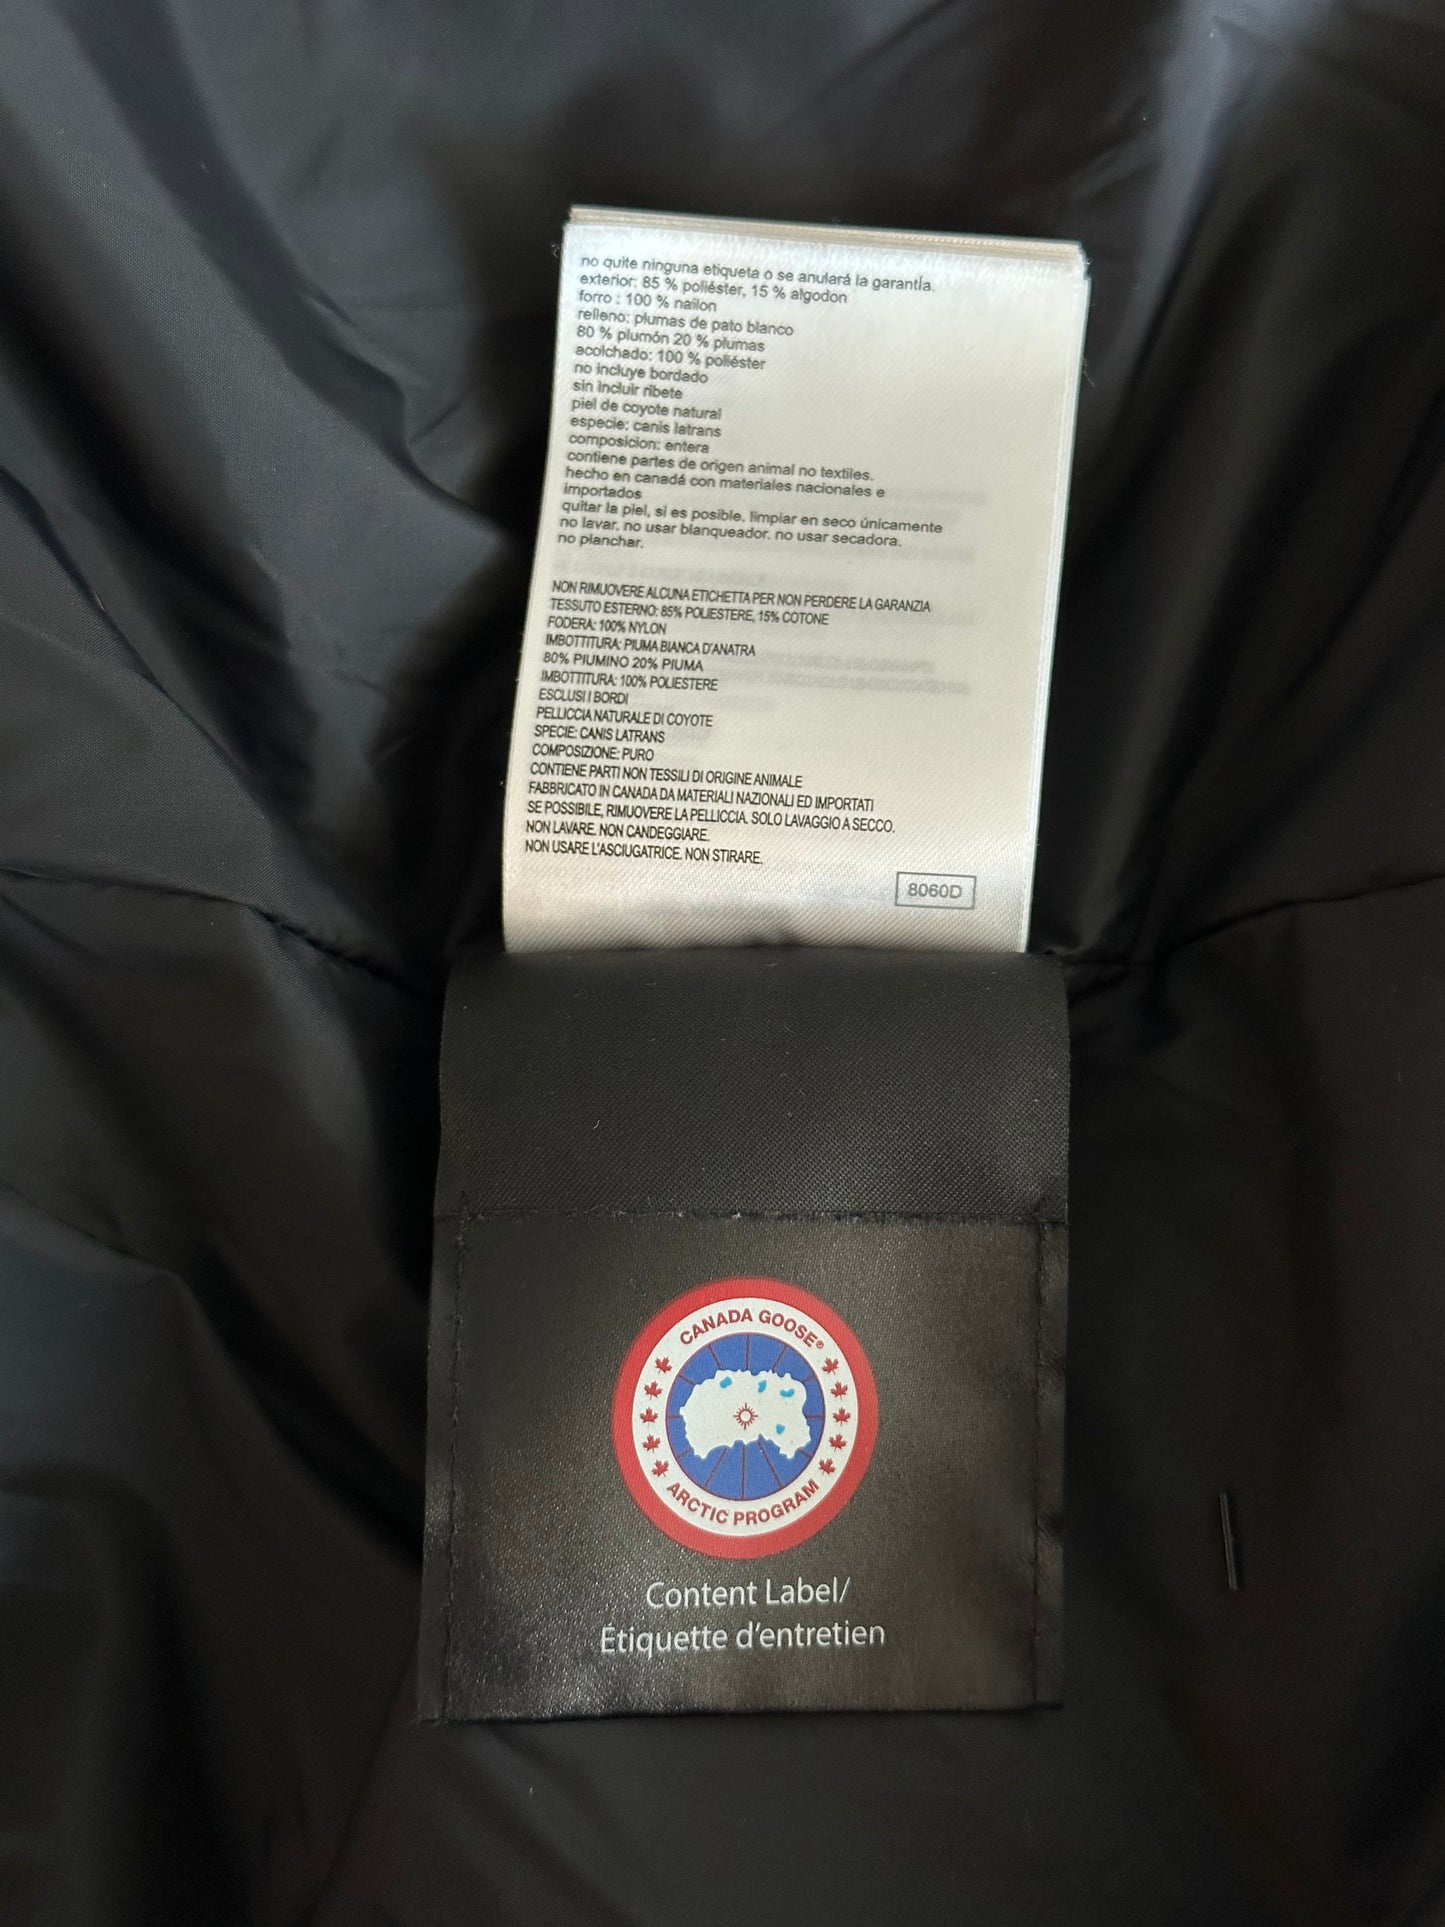 no quite ninguna etiqueta o se anulará la garantía.
exterior: 85 % poliéster, 15 % algodon
forro : 100 % nailon
relleno: plumas de pato blanco
80 % plumón 20 % plumas
acolchado: 100 % poliéster
no incluye bordado
sin incluir ribete
piel de coyote natural
especie: canis latrans
composicion: entera
contiene partes de origen animal no textiles.
hecho en canadá con materiales nacionales e
importados
quitar la piel, si es posible. limpiar en seco únicamente
no lavar. no usar blanqueador. no usar secadora.
no planchar.
NON RIMUOVERE ALCUNA ETICHETTA PER NON PERDERE LA GARANZIA
TESSUTO ESTERNO: 85% POLIESTERE, 15% COTONE
FODERA: 100% NYLON
IMBOTTITURA: PIUMA BIANCA D'ANATRA
80% PIUMINO 20% PIUMA
IMBOTTITURA: 100% POLIESTERE
ESCLUSI I BORDI
PELLICCIA NATURALE DI COYOTE
SPECIE: CANIS LATRANS
COMPOSIZIONE: PURO
CONTIENE PARTI NON TESSILI DI ORIGINE ANIMALE
FABBRICATO IN CANADA DA MATERIALI NAZIONALI ED IMPORTATI
SE POSSIBILE, RIMUOVERE LA PELLICCIA. SOLO LAVAGGIO A SECCO.
NON LAVARE. NON CANDEGGIARE.
NON USARE L'ASCIUGATRICE. NON STIRARE.
8060D
CANADA GOOSE®
ARCTIC PROGRAM
Content Label/
Étiquette d'entretien